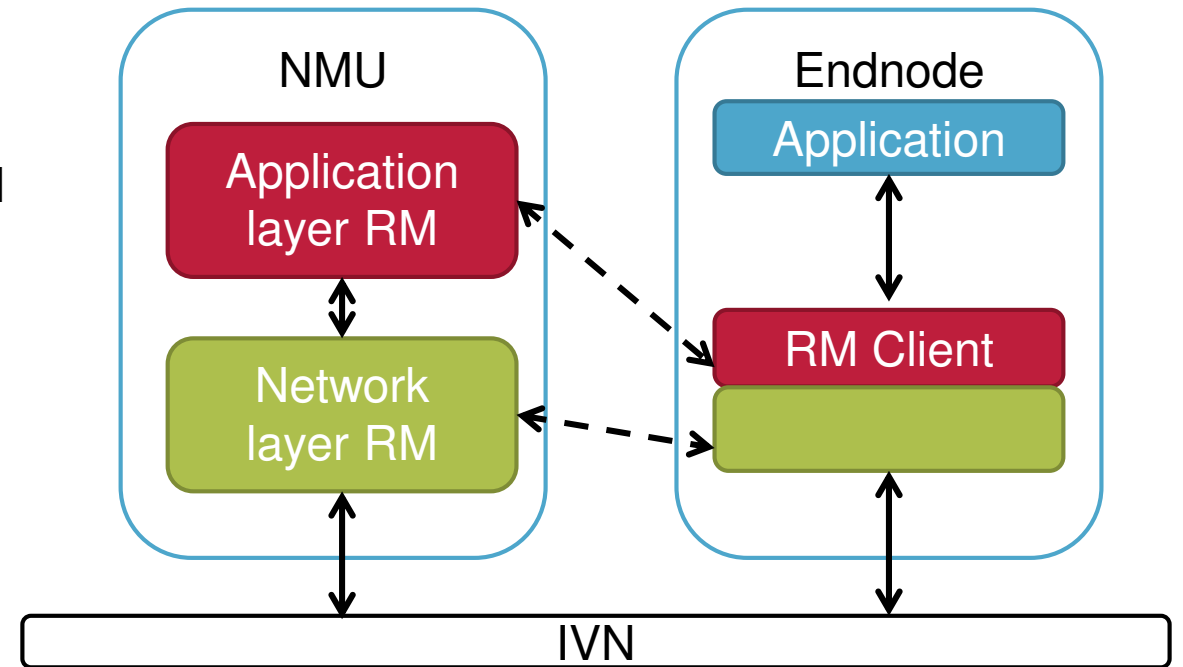 NMU
Application
layer RM
Network
layer RM
Endnode
Application
RM Client
IVN